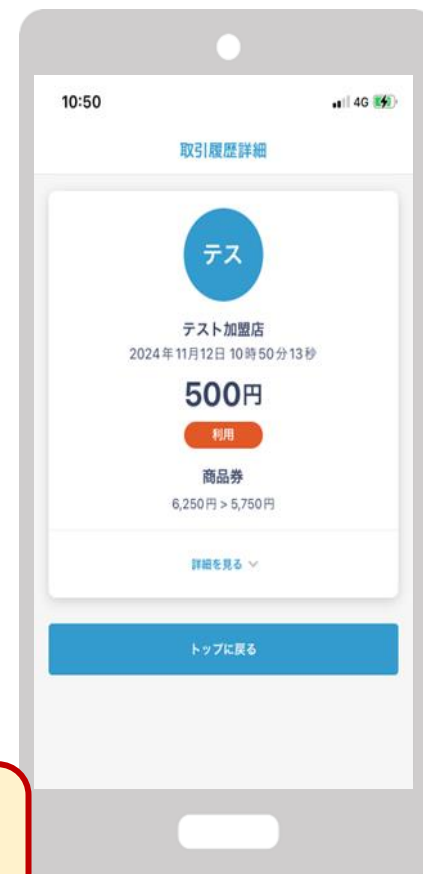 10:50
4G
取引履歴詳細
テス
テスト加盟店
2024年11月12日 10時50分13秒
500円
利用
商品券
6,250円 > 5,750円
詳細を見る
トップに戻る